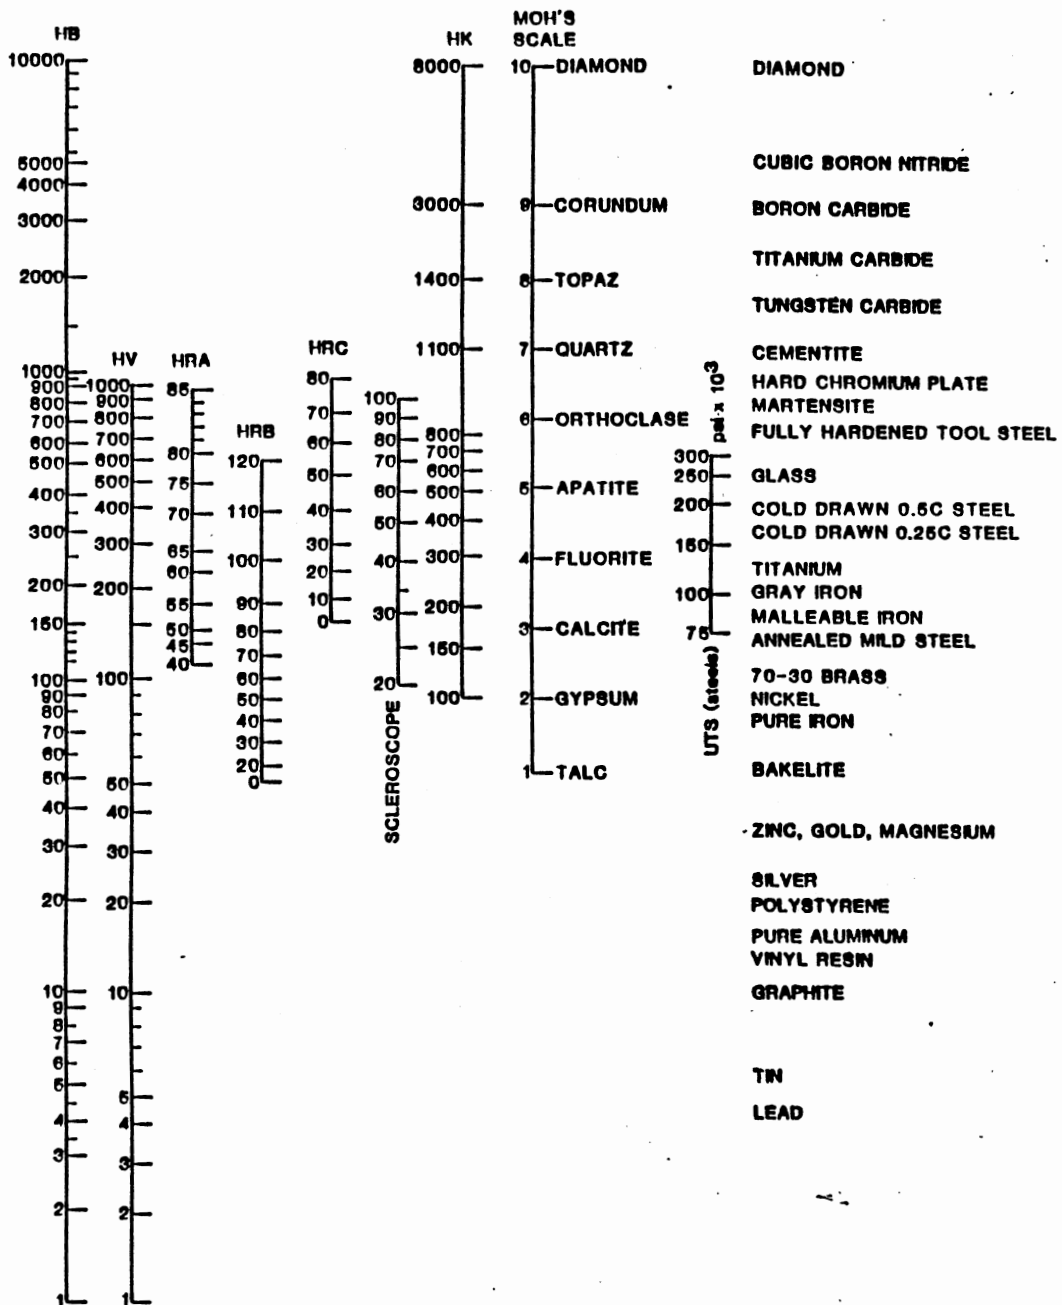 HB
10000
5000
4000
3000
2000
1000
900
800
700
600
500
400
300
200
150
100
90
80
70
60
50
40
30
20
10
9
8
7
6
5
4
3
2
1
HV
1000
900
800
700
600
500
400
300
200
100
50
40
30
20
10
5
4
3
2
1
HRA
85
80
75
70
65
60
55
50
45
40
HRB
120
110
100
90
80
70
60
50
40
30
20
0
HRC
80
70
60
50
40
30
20
10
0
100
90
80
70
60
50
40
30
20
SCLEROSCOPE
HK
8000
3000
1400
1100
800
700
600
500
400
300
200
150
100
MOH'S
SCALE
10 DIAMOND
9 CORUNDUM
8 TOPAZ
7 QUARTZ
6 ORTHOCLASE
5 APATITE
4 FLUORITE
3 CALCITE
2 GYPSUM
1 TALC
psi x 10³
300
250
200
150
100
75
UTS (steels)
DIAMOND
CUBIC BORON NITRIDE
BORON CARBIDE
TITANIUM CARBIDE
TUNGSTEN CARBIDE
CEMENTITE
HARD CHROMIUM PLATE
MARTENSITE
FULLY HARDENED TOOL STEEL
GLASS
COLD DRAWN 0.5C STEEL
COLD DRAWN 0.25C STEEL
TITANIUM
GRAY IRON
MALLEABLE IRON
ANNEALED MILD STEEL
70-30 BRASS
NICKEL
PURE IRON
BAKELITE
ZINC, GOLD, MAGNESIUM
SILVER
POLYSTYRENE
PURE ALUMINUM
VINYL RESIN
GRAPHITE
TIN
LEAD